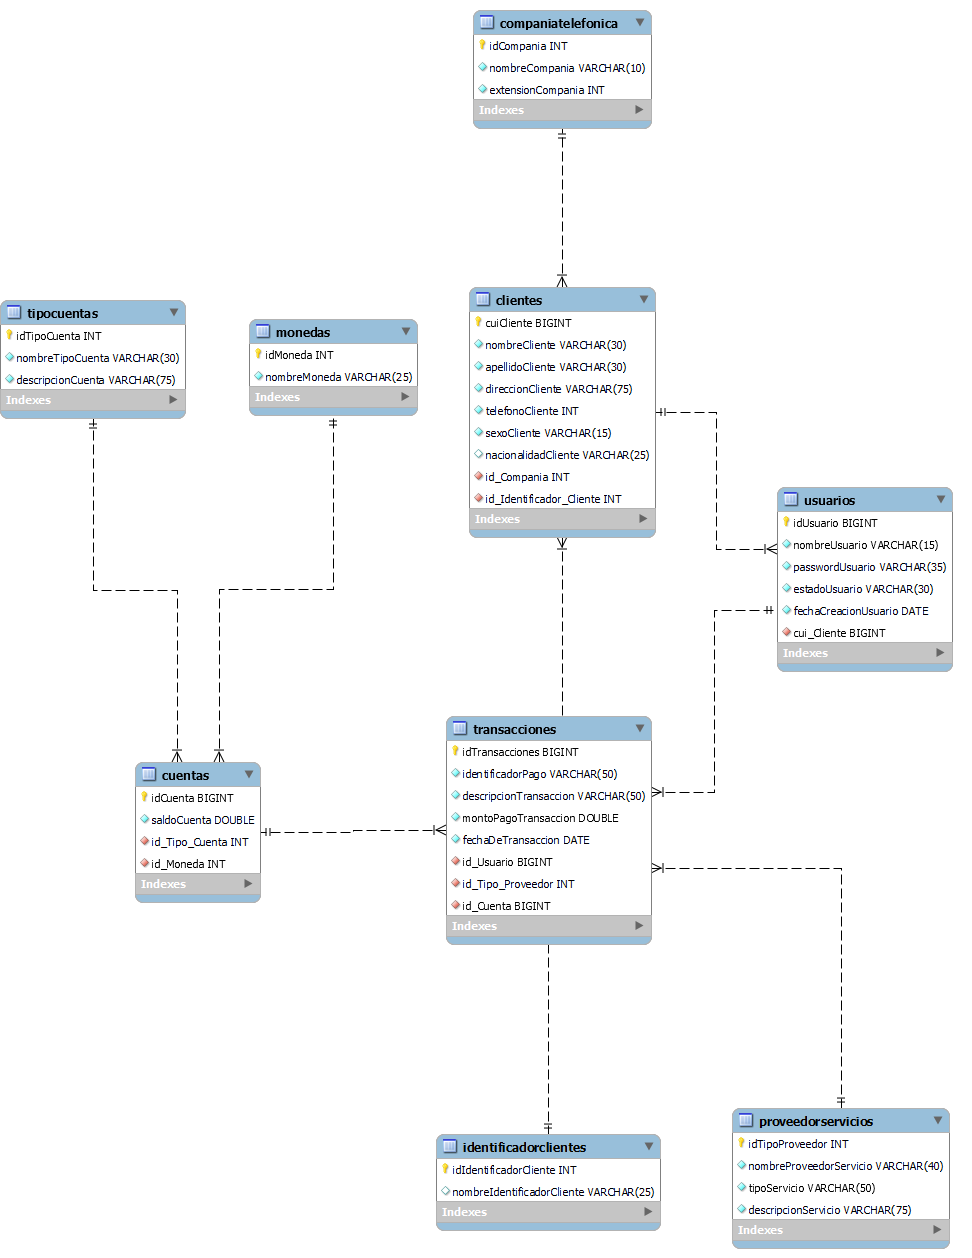 companiatelefonica
idCompania INT
nombreCompania VARCHAR(10)
extensionCompania INT
Indexes
clientes
cuiCliente BIGINT
nombreCliente VARCHAR(30)
apellidoCliente VARCHAR(30)
direccionCliente VARCHAR(75)
telefonoCliente INT
sexoCliente VARCHAR(15)
nacionalidadCliente VARCHAR(25)
id_Compania INT
id_Identificador_Cliente INT
Indexes
tipocuentas
idTipoCuenta INT
nombreTipoCuenta VARCHAR(30)
descripcionCuenta VARCHAR(75)
Indexes
monedas
idMoneda INT
nombreMoneda VARCHAR(25)
Indexes
usuarios
idUsuario BIGINT
nombreUsuario VARCHAR(15)
passwordUsuario VARCHAR(35)
estadoUsuario VARCHAR(30)
fechaCreacionUsuario DATE
cui_Cliente BIGINT
Indexes
transacciones
idTransacciones BIGINT
identificadorPago VARCHAR(50)
descripcionTransaccion VARCHAR(50)
montoPagoTransaccion DOUBLE
fechaDeTransaccion DATE
id_Usuario BIGINT
id_Tipo_Proveedor INT
id_Cuenta BIGINT
Indexes
cuentas
idCuenta BIGINT
saldoCuenta DOUBLE
id_Tipo_Cuenta INT
id_Moneda INT
Indexes
identificadorclientes
idIdentificadorCliente INT
nombreIdentificadorCliente VARCHAR(25)
Indexes
proveedorservicios
idTipoProveedor INT
nombreProveedorServicio VARCHAR(40)
tipoServicio VARCHAR(50)
descripcionServicio VARCHAR(75)
Indexes